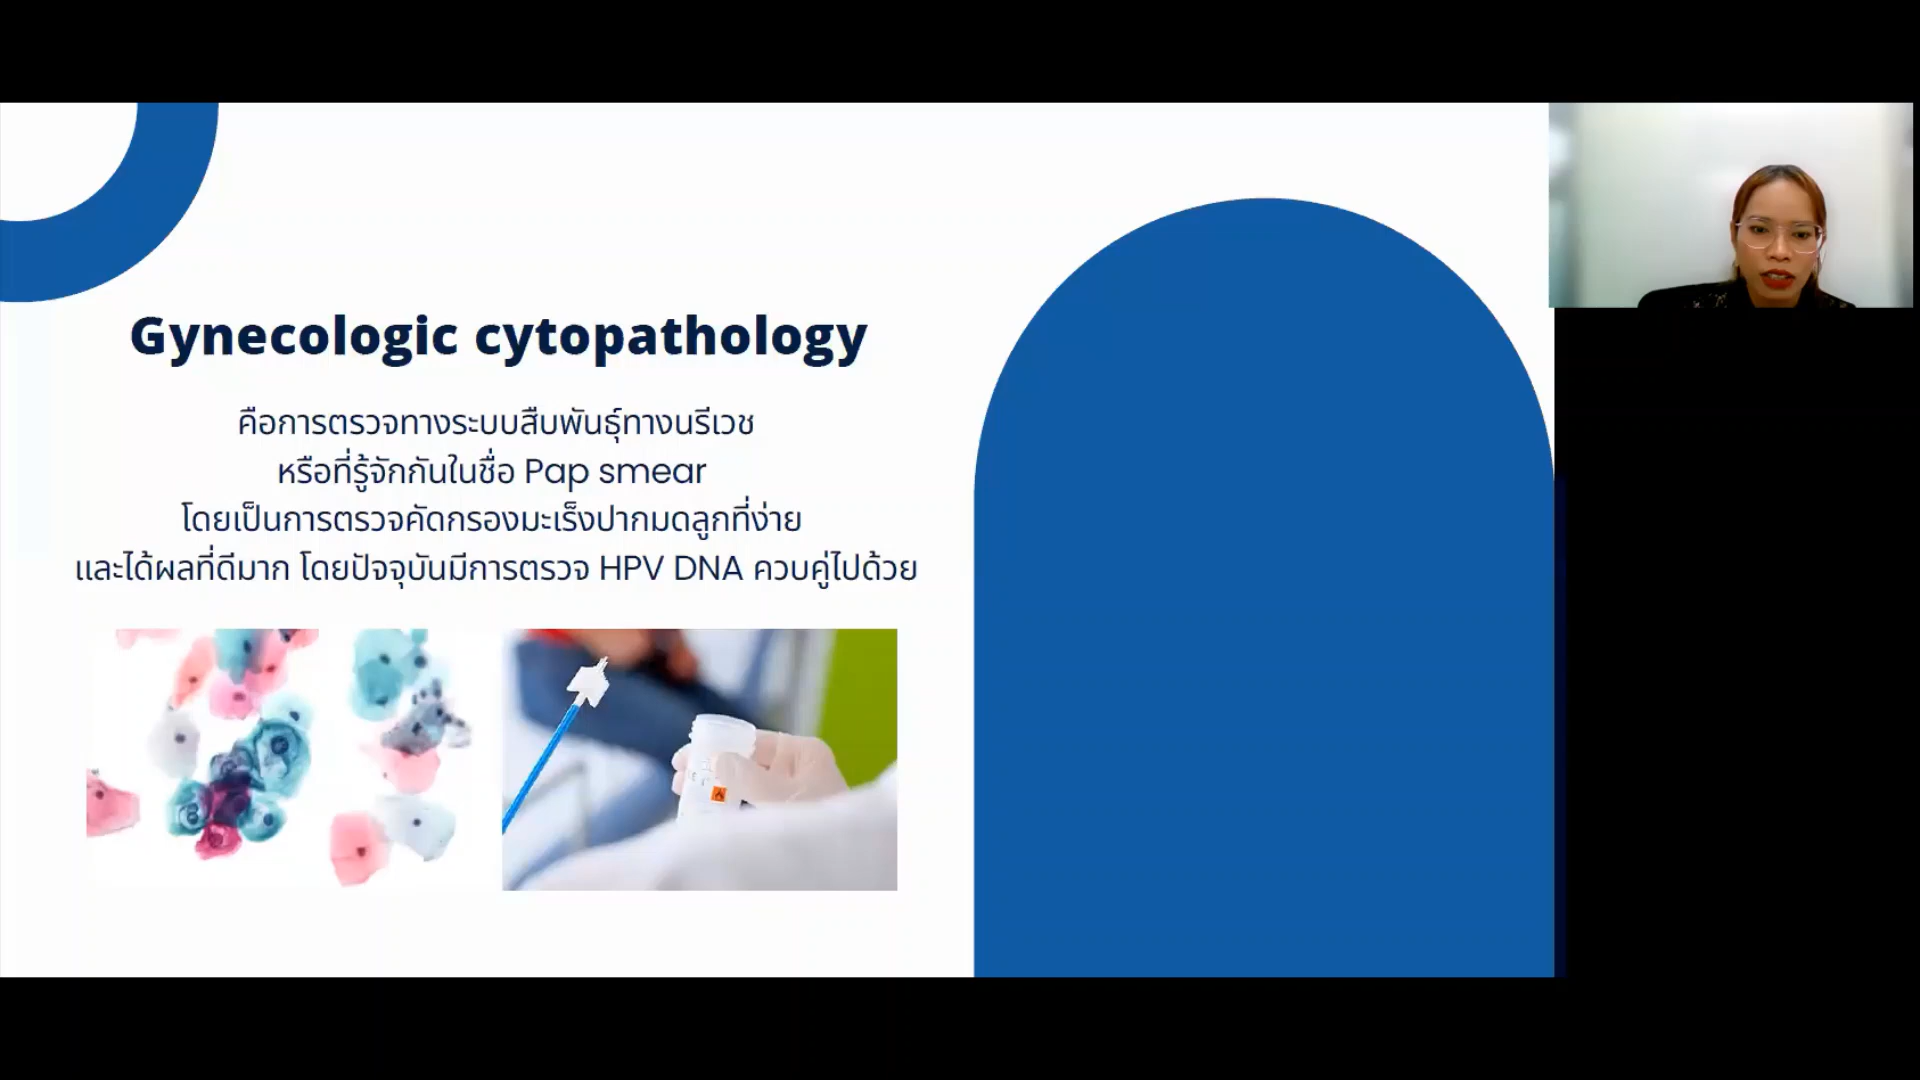 Gynecologic cytopathology
คือการตรวจทางระบบสืบพันธุ์ทางนรีเวช
หรือที่รู้จักกันในชื่อ Pap smear
โดยเป็นการตรวจคัดกรองมะเร็งปากมดลูกที่ง่าย
และได้ผลที่ดีมาก โดยปัจจุบันมีการตรวจ HPV DNA ควบคู่ไปด้วย